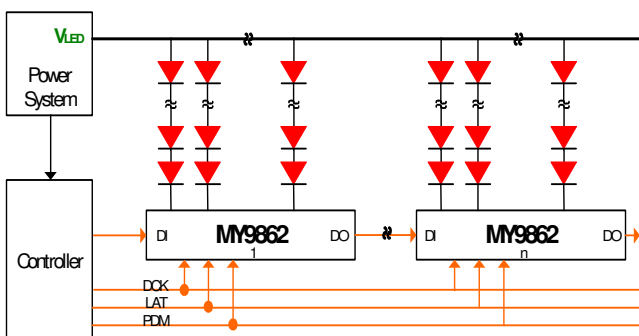 VLED
Power
System
Controller
DI MY9862 DO
1
DI MY9862 DO
n
DCK
LAT
PDM